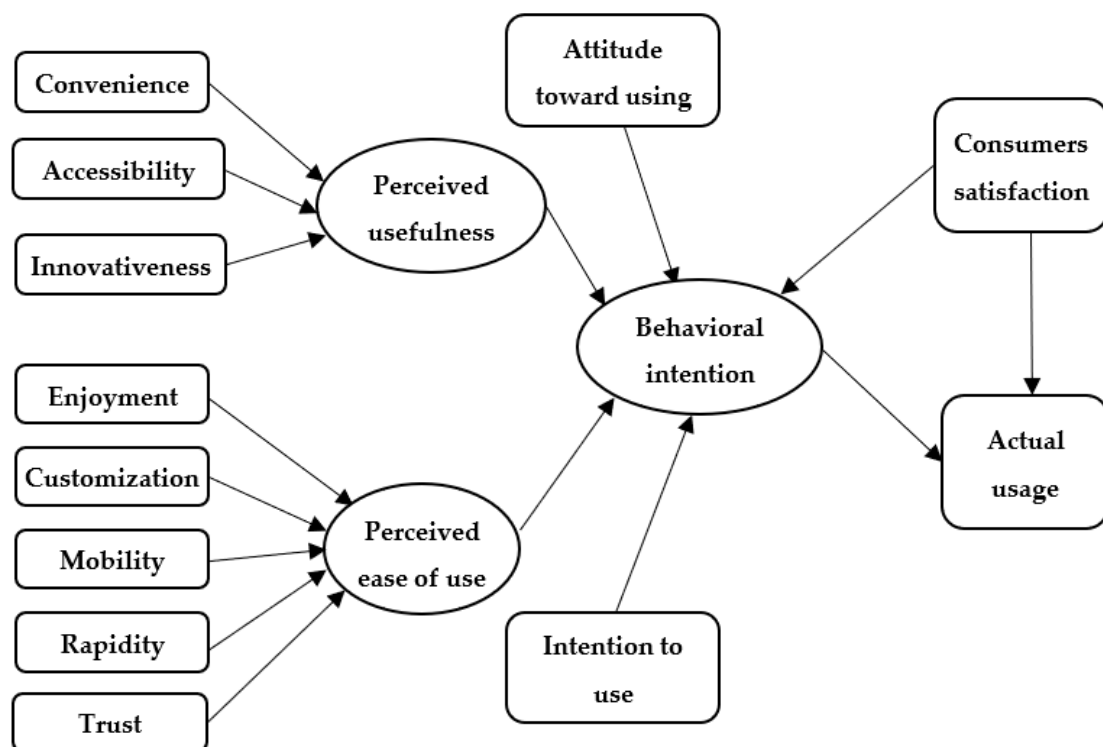 Convenience
Accessibility
Innovativeness
Perceived
usefulness
Attitude
toward using
Consumers
satisfaction
Behavioral
intention
Enjoyment
Customization
Mobility
Rapidity
Trust
Perceived
ease of use
Intention to
use
Actual
usage